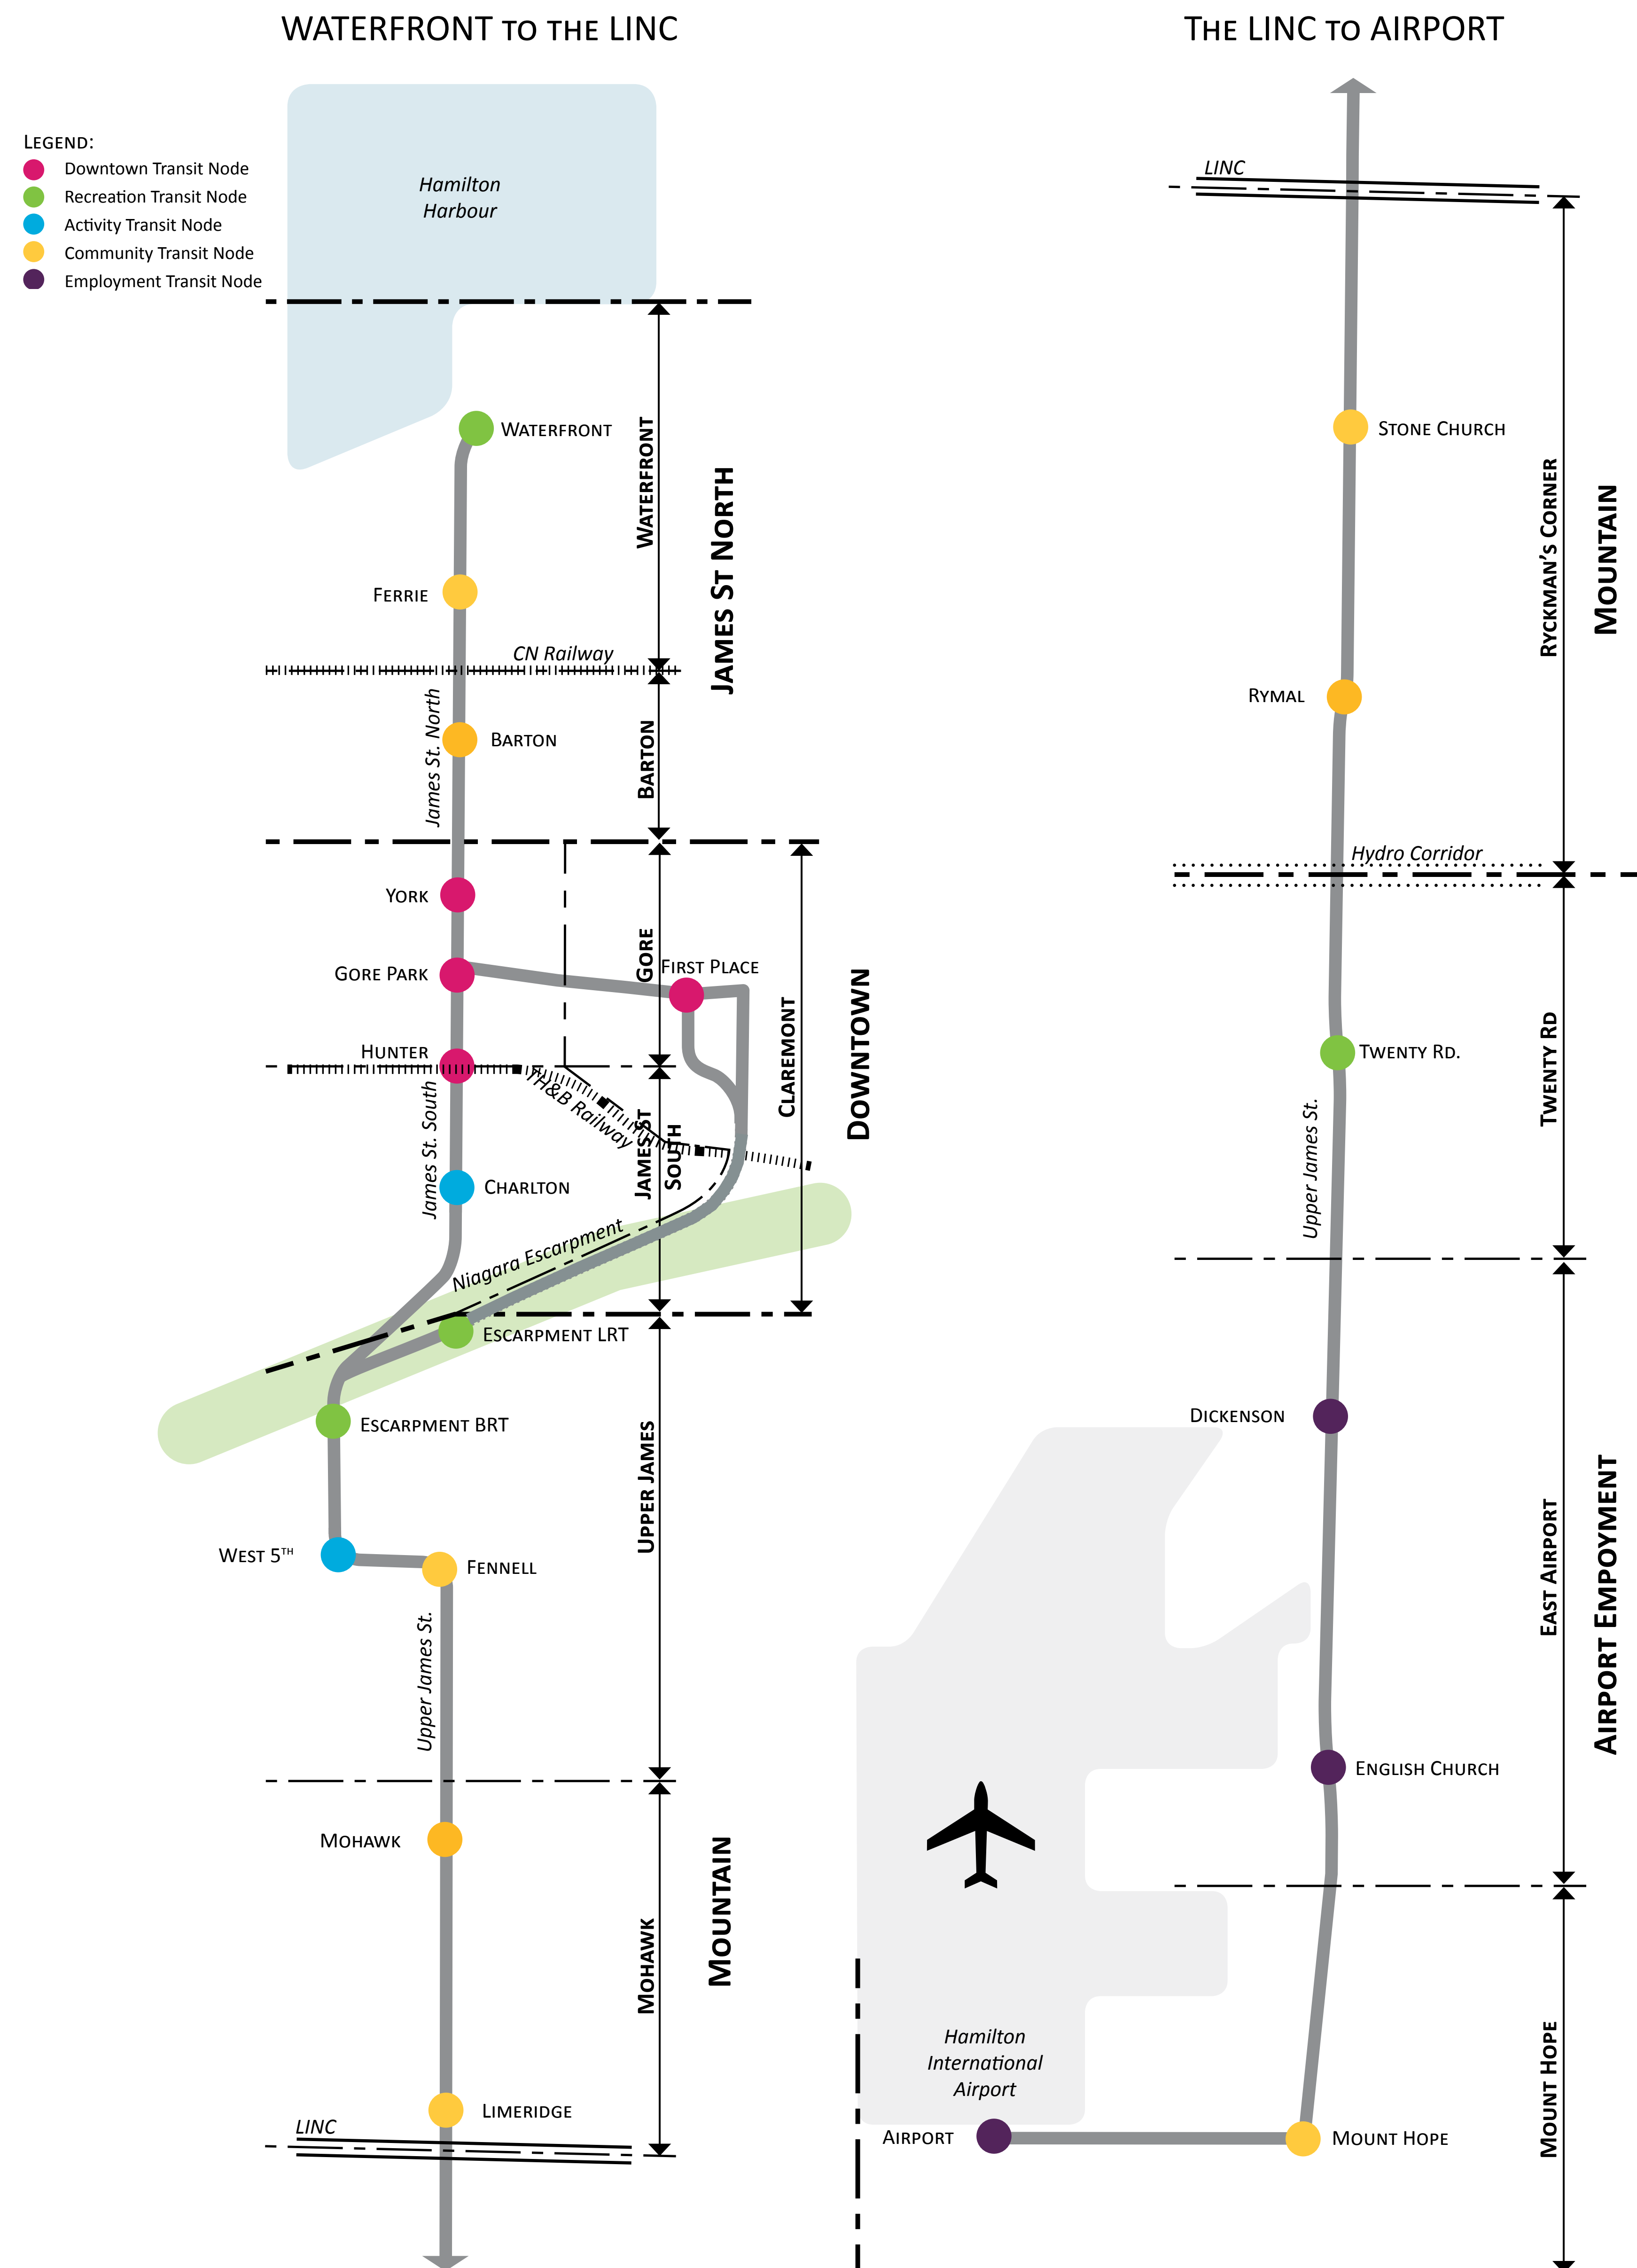 WATERFRONT TO THE LINC
THE LINC TO AIRPORT
LEGEND:
Downtown Transit Node
Recreation Transit Node
Activity Transit Node
Community Transit Node
Employment Transit Node
Hamilton
Harbour
WATERFRONT
FERRIE
CN Railway
James St. North
BARTON
YORK
GORE PARK
FIRST PLACE
HUNTER
TH&B Railway
James St. South
CHARLTON
Niagara Escarpment
ESCARPMENT LRT
ESCARPMENT BRT
WEST 5TH
FENNELL
Upper James St.
MOHAWK
LIMERIDGE
LINC
WATERFRONT
BARTON
JAMES ST NORTH
GORE
JAMES ST
SOUTH
CLAREMONT
DOWNTOWN
UPPER JAMES
MOHAWK
MOUNTAIN
LINC
STONE CHURCH
RYMAL
Hydro Corridor
TWENTY RD.
Upper James St.
DICKENSON
ENGLISH CHURCH
Hamilton
International
Airport
AIRPORT
MOUNT HOPE
RYCKMAN'S CORNER
MOUNTAIN
TWENTY RD
EAST AIRPORT
AIRPORT EMPOYMENT
MOUNT HOPE